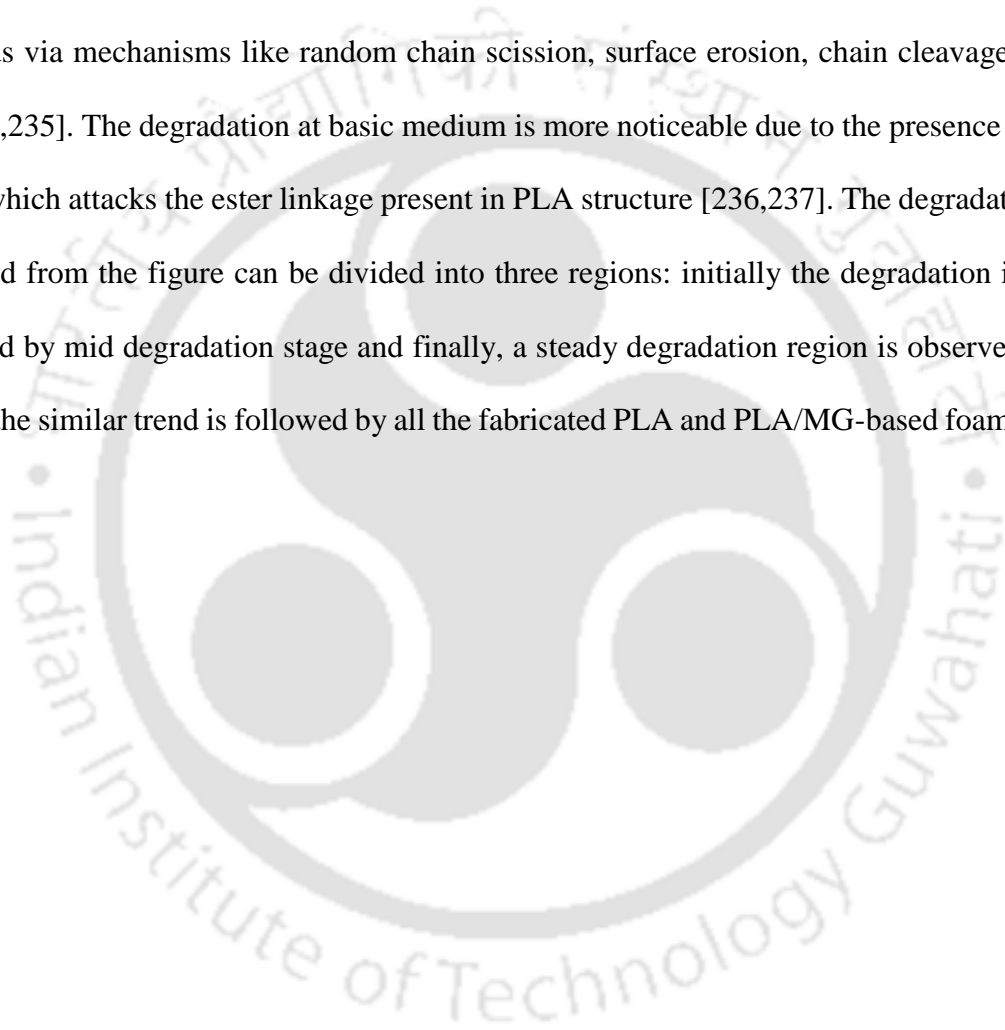 us via mechanisms like random chain scission, surface erosion, chain cleavage
,235]. The degradation at basic medium is more noticeable due to the presence
which attacks the ester linkage present in PLA structure [236,237]. The degradat
d from the figure can be divided into three regions: initially the degradation i
d by mid degradation stage and finally, a steady degradation region is observe
the similar trend is followed by all the fabricated PLA and PLA/MG-based foam
Indian Institute of Technology Guwahati